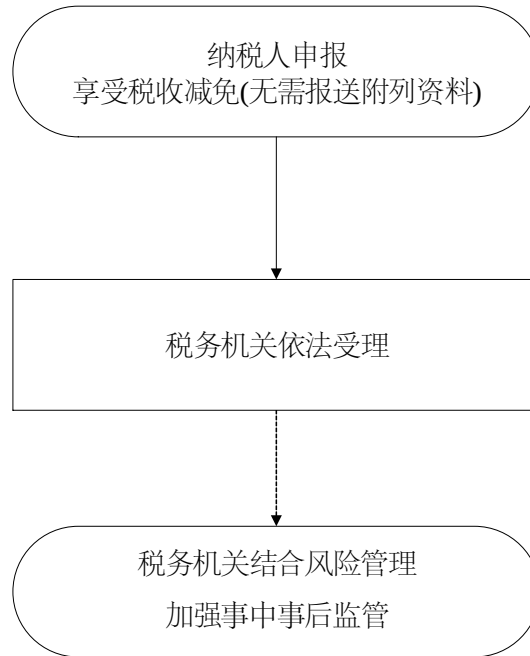 纳税人申报
享受税收减免(无需报送附列资料)
税务机关依法受理
税务机关结合风险管理
加强事中事后监管